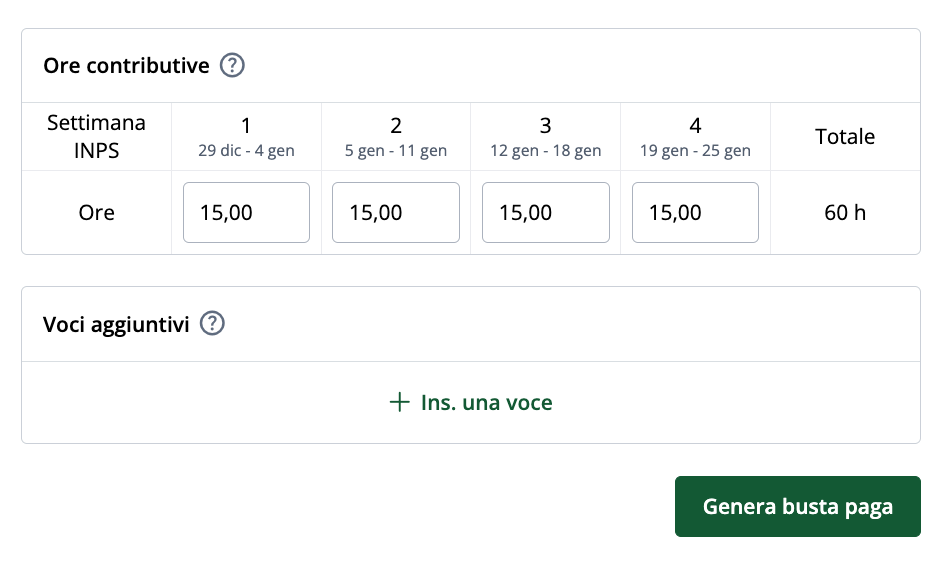 Ore contributive ?
Settimana INPS
1
29 dic - 4 gen
2
5 gen - 11 gen
3
12 gen - 18 gen
4
19 gen - 25 gen
Totale
Ore
15,00
15,00
15,00
15,00
60 h
Voci aggiuntivi ?
+ Ins. una voce
Genera busta paga